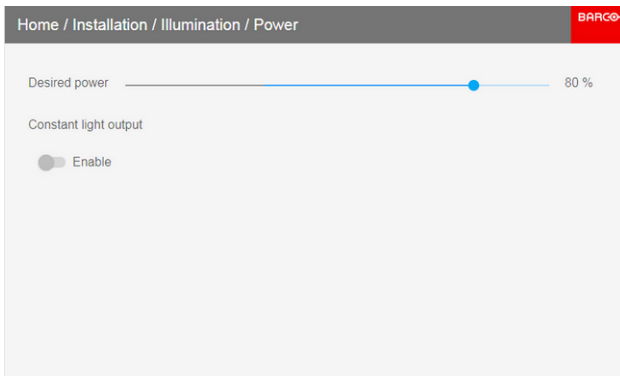 Home / Installation / Illumination / Power
BARCO
Desired power 80 %
Constant light output
Enable